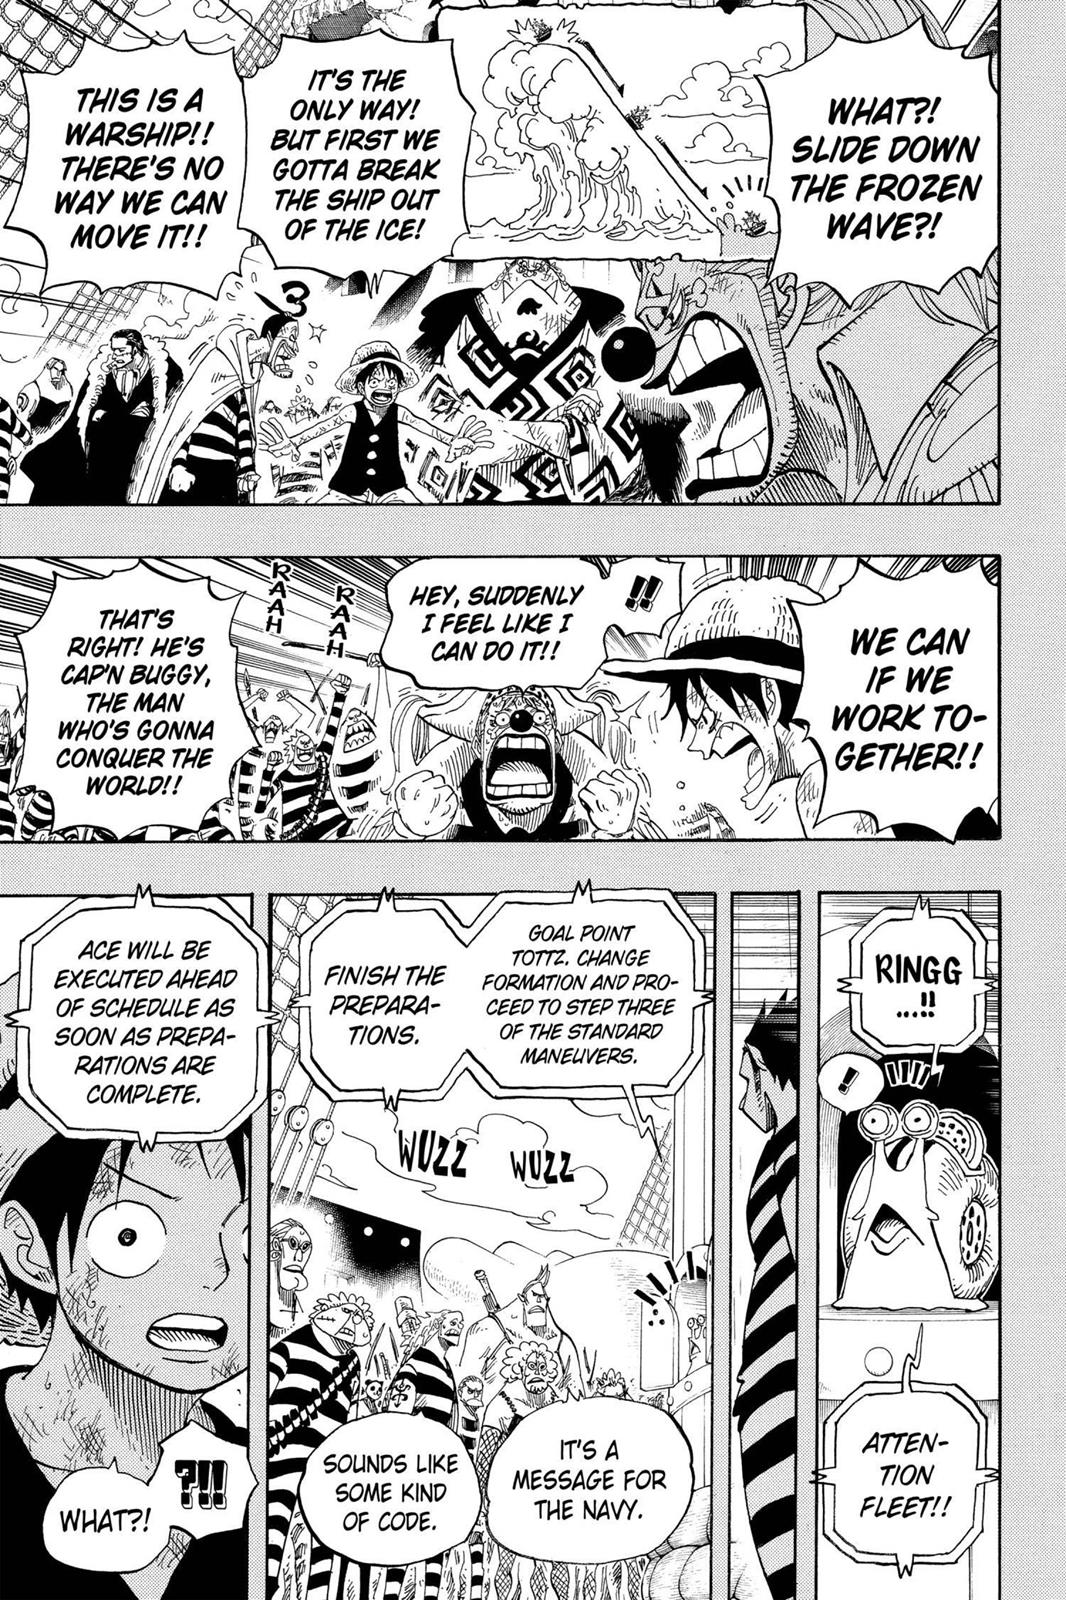 WHAT?!
SLIDE DOWN
THE FROZEN
WAVE?!
IT'S THE
ONLY WAY!
BUT FIRST WE
GOTTA BREAK
THE SHIP OUT
OF THE ICE!
THIS IS A
WARSHIP!!
THERE'S NO
WAY WE CAN
MOVE IT!!
3
WE CAN
IF WE
WORK TO-
GETHER!!
!!
HEY, SUDDENLY
I FEEL LIKE I
CAN DO IT!!
RAAH
RAAH
THAT'S
RIGHT! HE'S
CAP'N BUGGY,
THE MAN
WHO'S GONNA
CONQUER THE
WORLD!!
RINGG
...!!
!
ATTEN-
TION
FLEET!!
GOAL POINT
TOTTZ. CHANGE
FORMATION AND PRO-
CEED TO STEP THREE
OF THE STANDARD
MANEUVERS.
FINISH THE
PREPARA-
TIONS.
WUZZ
WUZZ
!!
IT'S A
MESSAGE FOR
THE NAVY.
SOUNDS LIKE
SOME KIND
OF CODE.
ACE WILL BE
EXECUTED AHEAD
OF SCHEDULE AS
SOON AS PREPA-
RATIONS ARE
COMPLETE.
?!!
WHAT?!